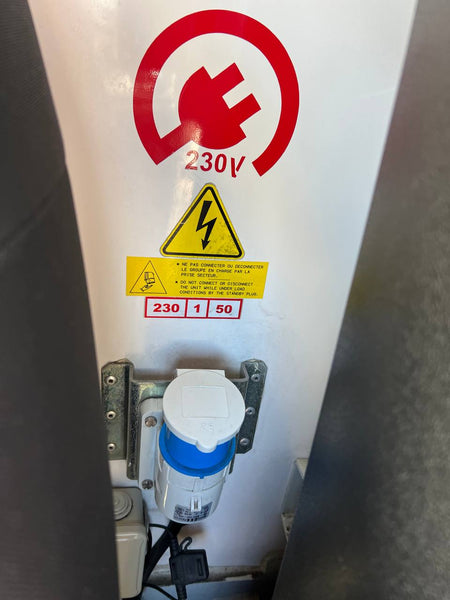 230V
• NE PAS CONNECTER OU DECONNECTER
LE GROUPE EN CHARGE PAR LA
PRISE SECTEUR.
• DO NOT CONNECT OR DISCONNECT
THE UNIT WHILE UNDER LOAD
CONDITIONS BY THE STANDBY PLUG.
230 1 50